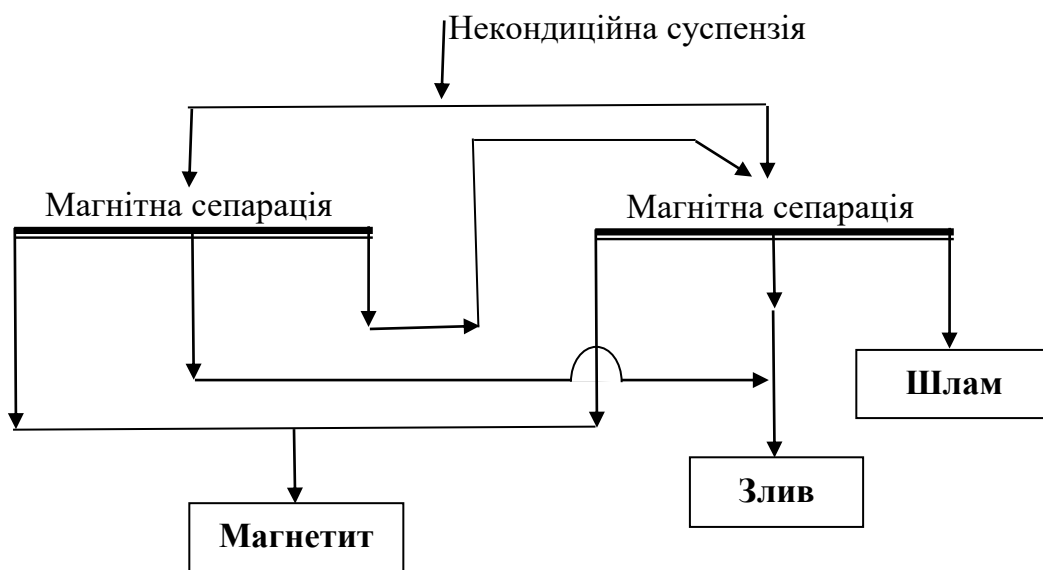 Некондиційна суспензія
Магнітна сепарація
Магнітна сепарація
Шлам
Злив
Магнетит